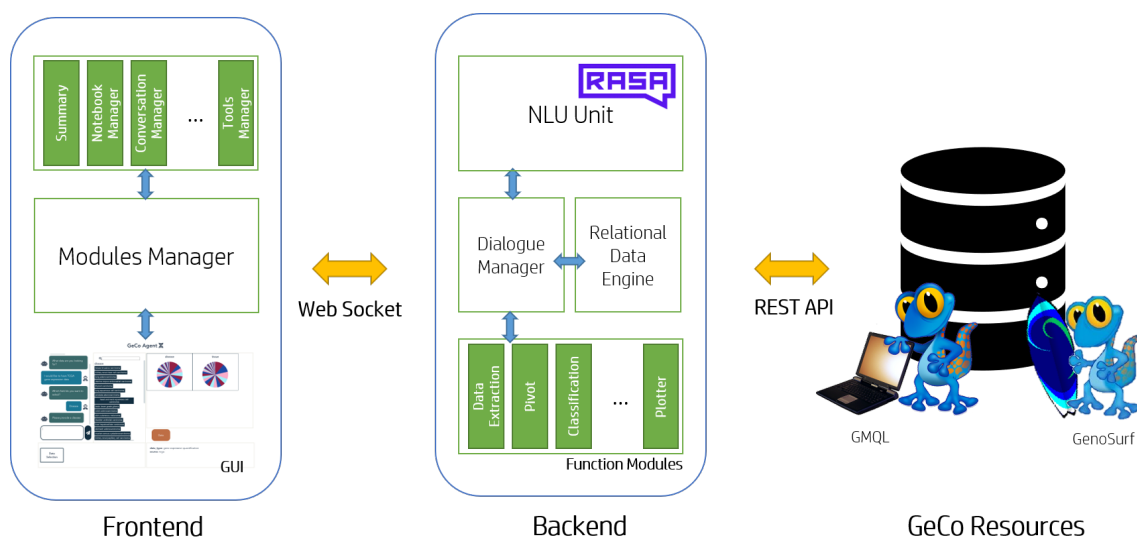 Summary
Notebook
Manager
Conversation
Manager
...
Tools
Manager
Modules Manager
GeCo Agent
GUI
Frontend
Web Socket
RASA
NLU Unit
Dialogue
Manager
Relational
Data
Engine
Data
Extraction
Pivot
Classification
...
Plotter
Function Modules
Backend
REST API
GMQL
GenoSurf
GeCo Resources